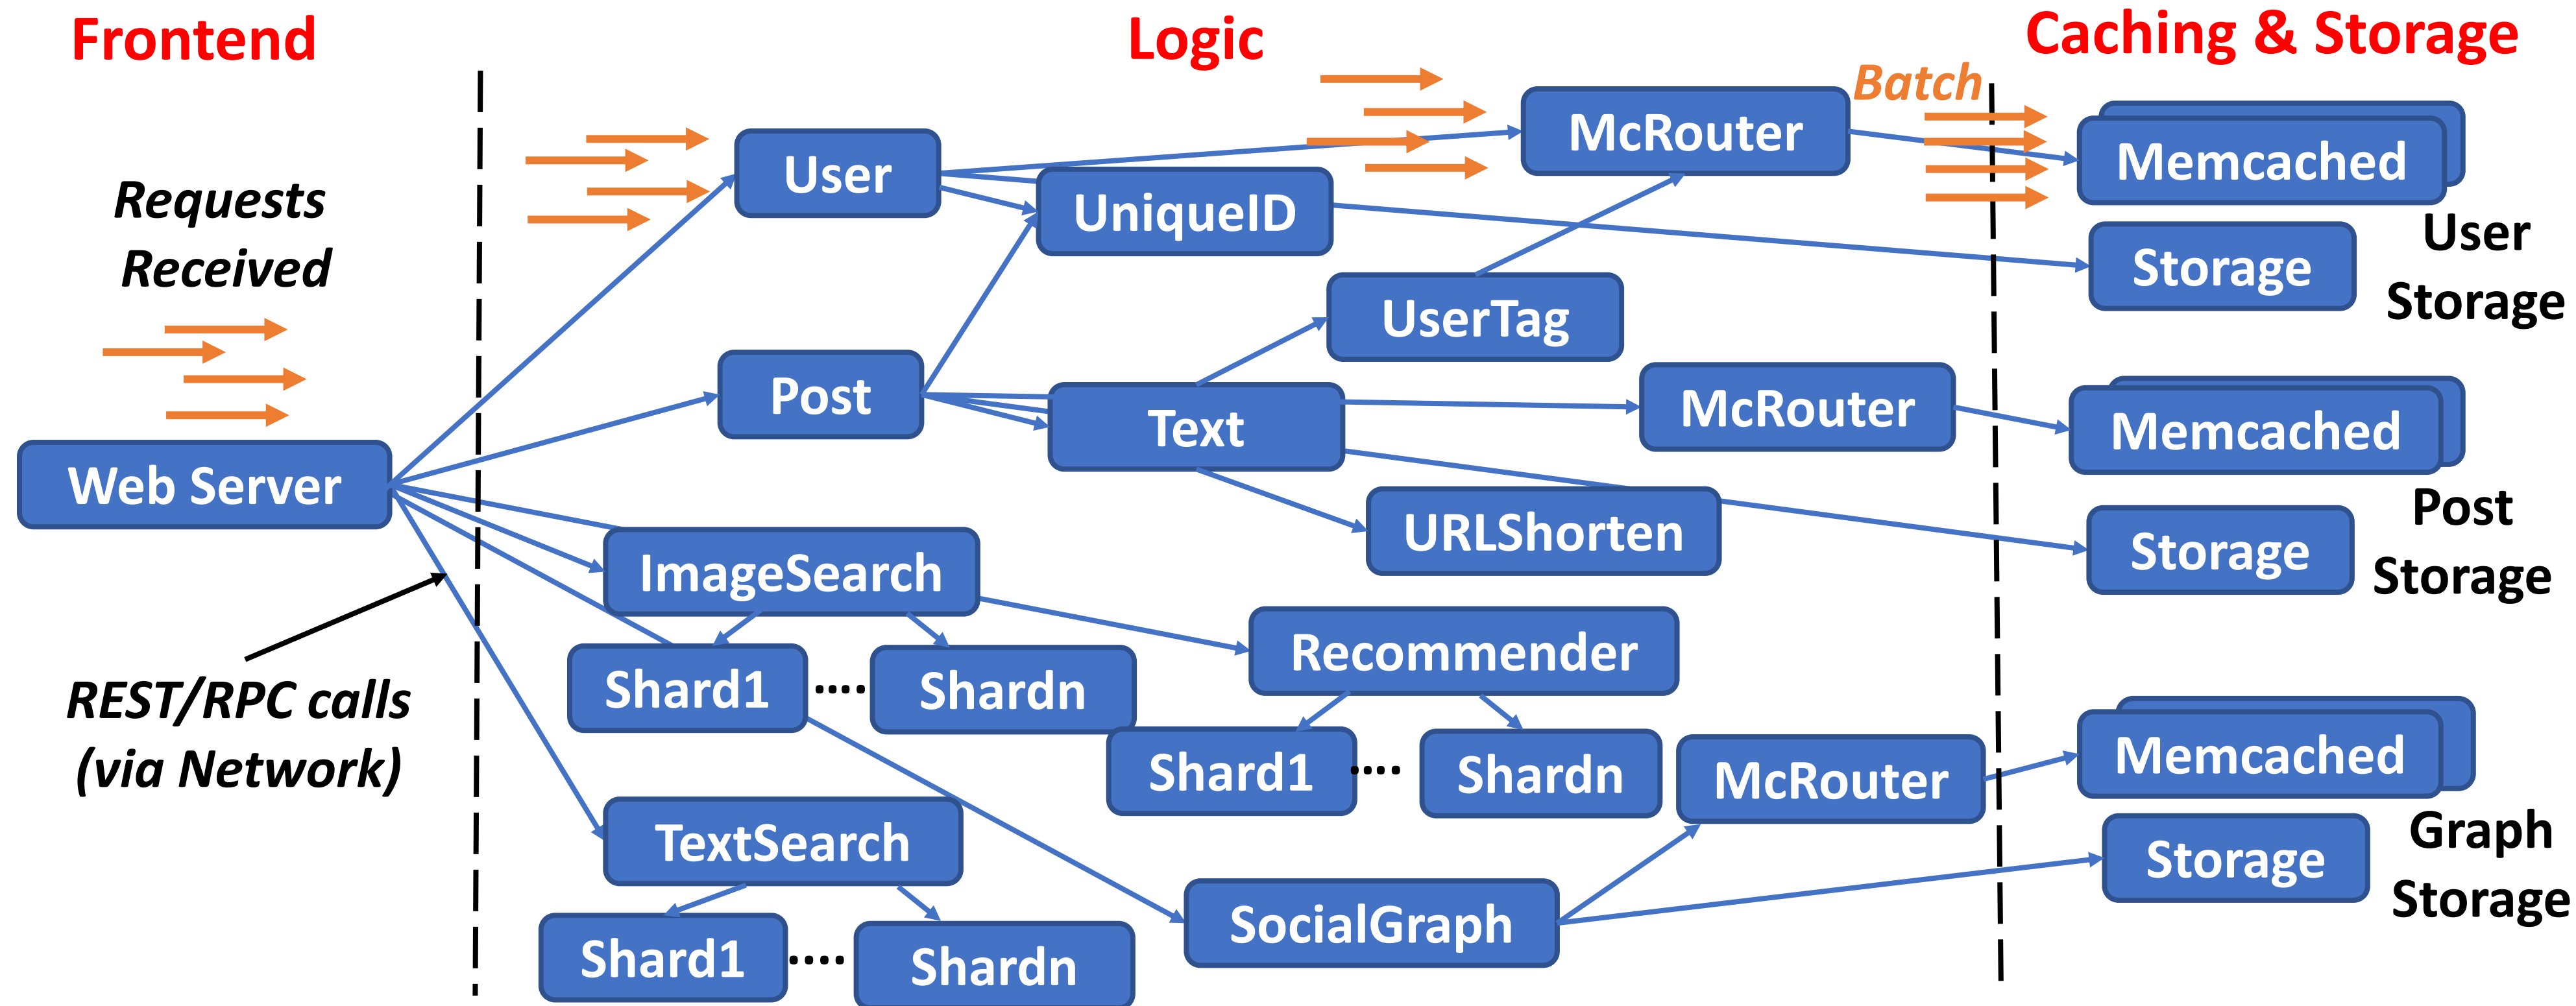 Frontend
Logic
Caching & Storage
Batch
Requests
Received
Web Server
REST/RPC calls
(via Network)
User
UniqueID
McRouter
UserTag
Post
Text
McRouter
URLShorten
ImageSearch
Shard1
....
Shardn
Recommender
Shard1
....
Shardn
McRouter
TextSearch
Shard1
....
Shardn
SocialGraph
Memcached
Storage
User
Storage
Memcached
Storage
Post
Storage
Memcached
Storage
Graph
Storage